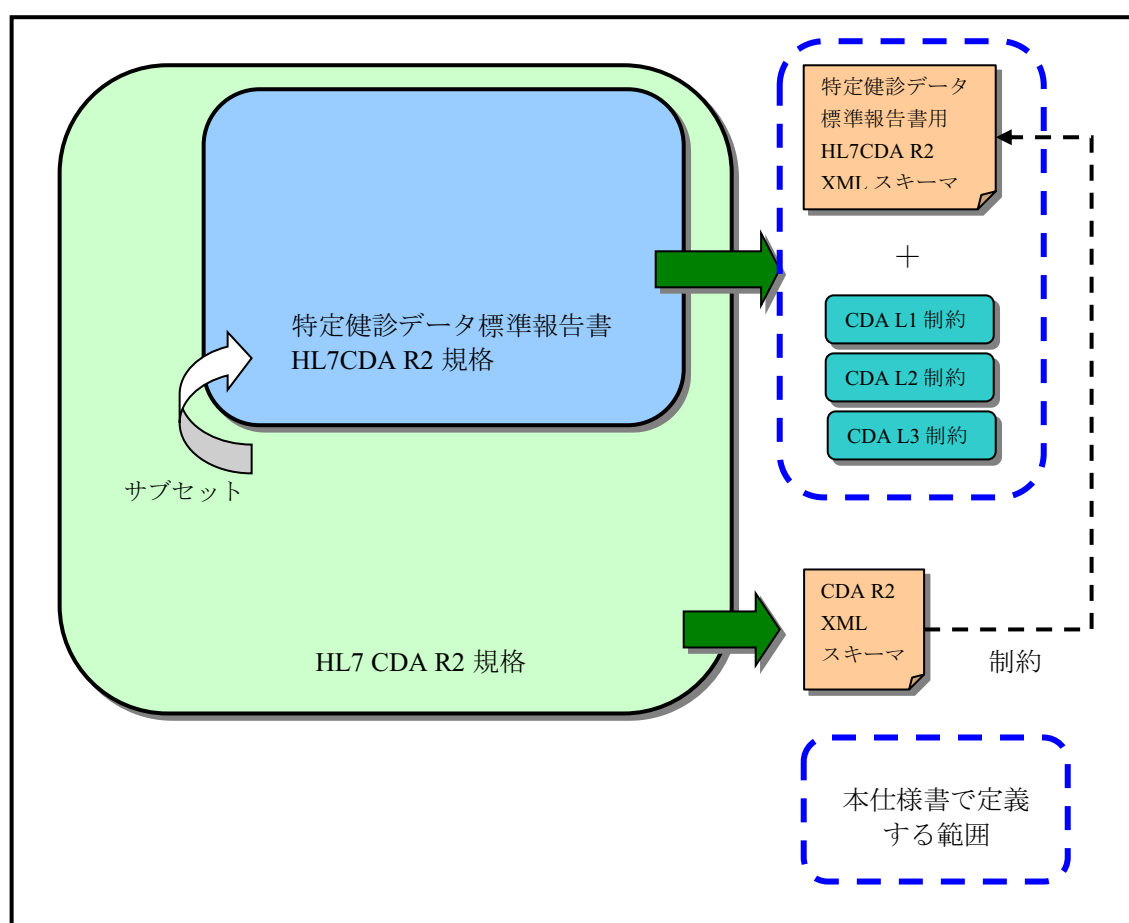 特定健診データ
標準報告書用
HL7CDA R2
XML スキーマ
＋
CDA L1 制約
CDA L2 制約
CDA L3 制約
特定健診データ標準報告書
HL7CDA R2 規格
サブセット
HL7 CDA R2 規格
CDA R2
XML
スキーマ
制約
本仕様書で定義
する範囲